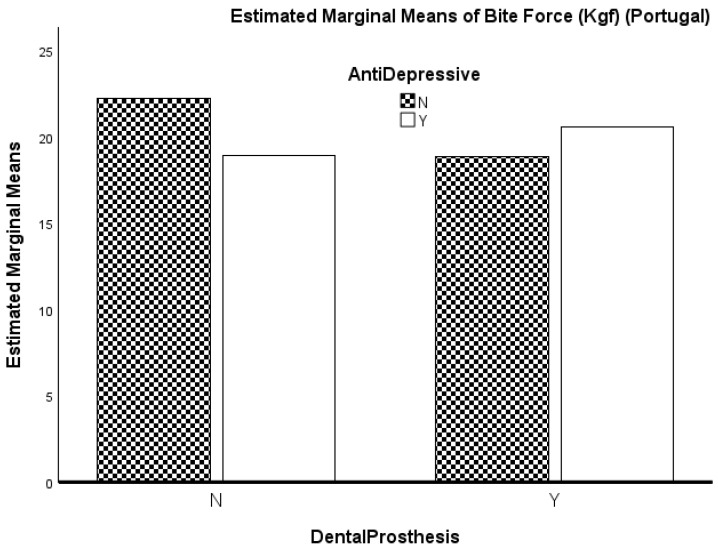 Estimated Marginal Means of Bite Force (Kgf) (Portugal)
AntiDepressive
N
Y
Estimated Marginal Means
25
20
15
10
5
0
N
Y
DentalProsthesis